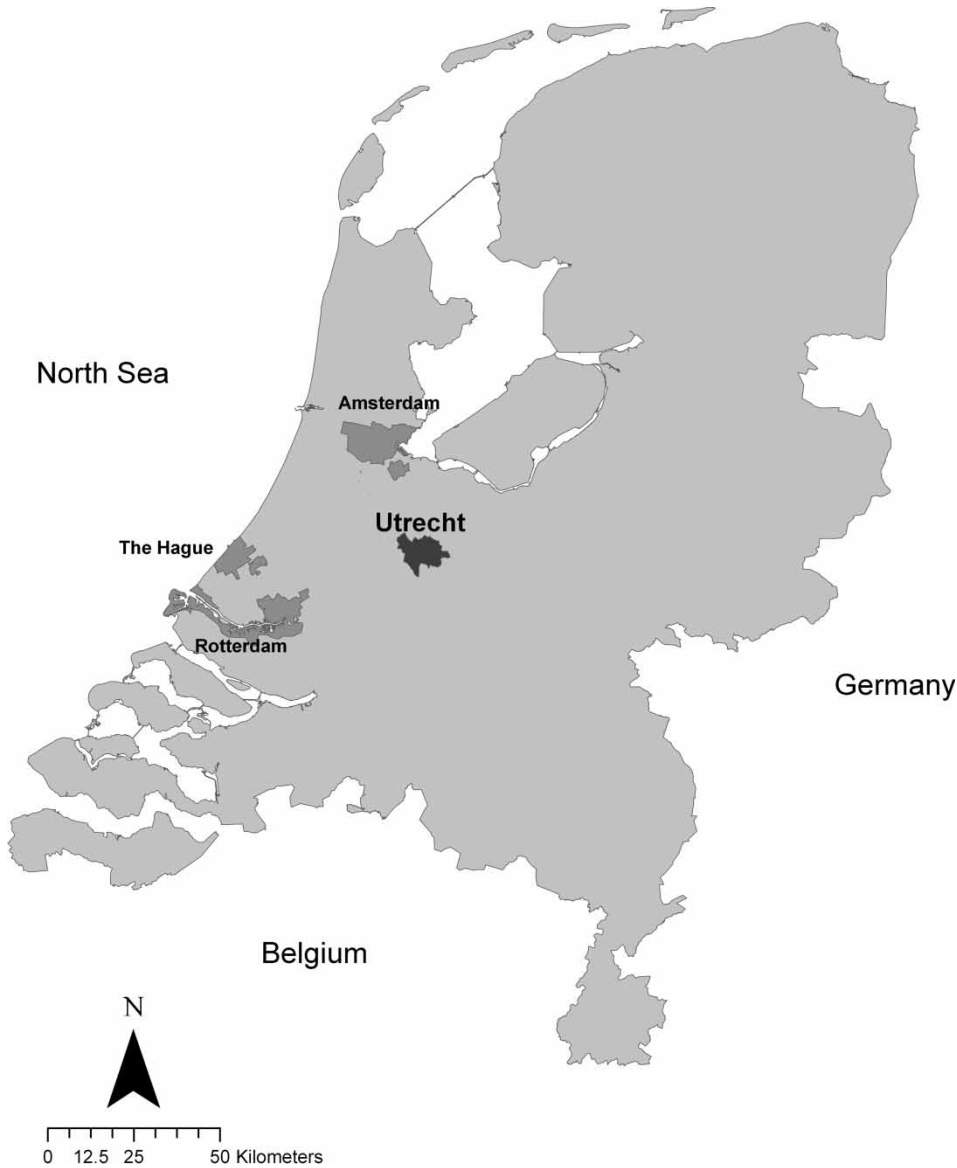 North Sea
Amsterdam
Utrecht
The Hague
Rotterdam
Germany
Belgium
N
0 12.5 25 50 Kilometers